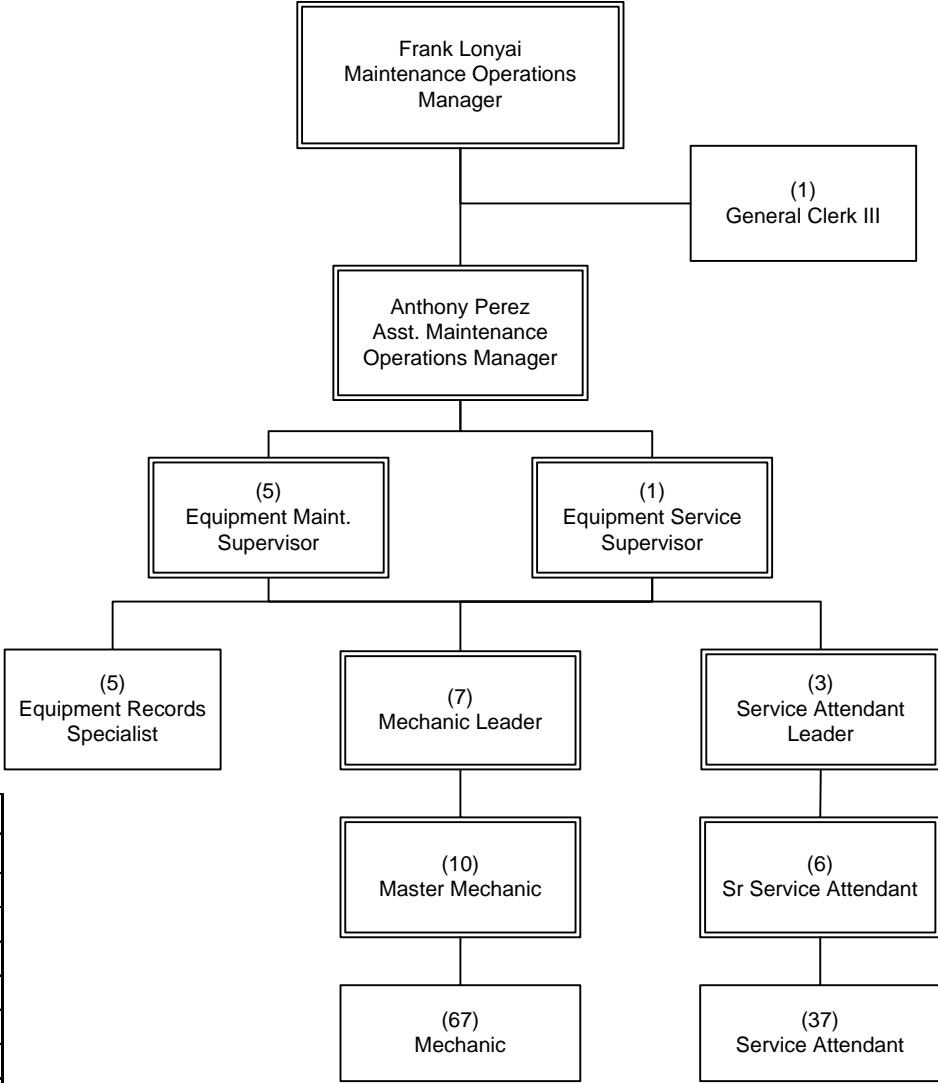 Frank Lonyai
Maintenance Operations
Manager
(1)
General Clerk III
Anthony Perez
Asst. Maintenance
Operations Manager
(5)
Equipment Maint.
Supervisor
(1)
Equipment Service
Supervisor
(5)
Equipment Records
Specialist
(7)
Mechanic Leader
(3)
Service Attendant
Leader
(10)
Master Mechanic
(6)
Sr Service Attendant
(67)
Mechanic
(37)
Service Attendant